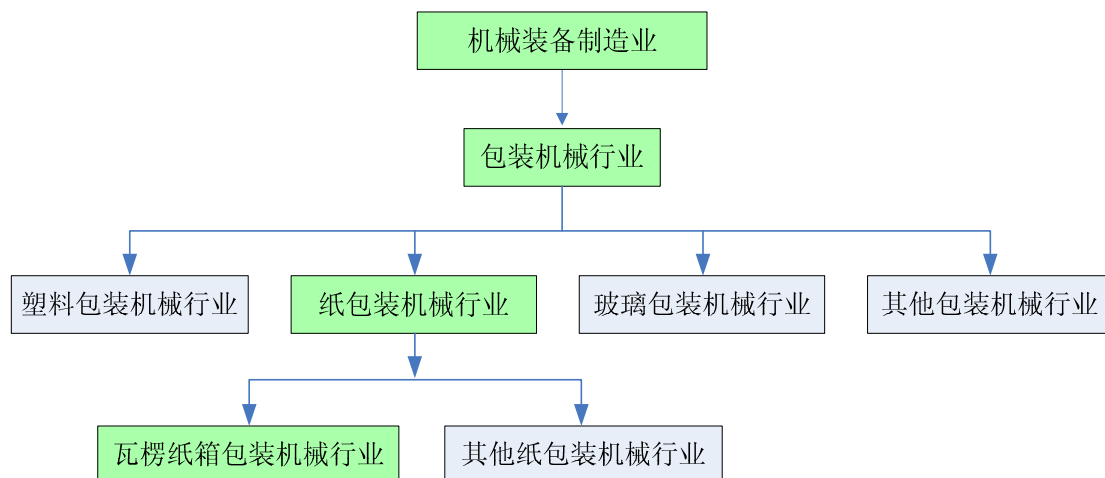 机械装备制造业
包装机械行业
塑料包装机械行业
纸包装机械行业
玻璃包装机械行业
其他包装机械行业
瓦楞纸箱包装机械行业
其他纸包装机械行业